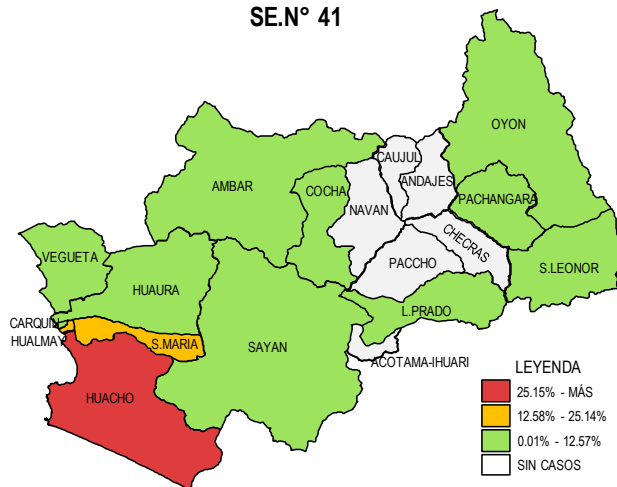 SE.N° 41
OYON
CAUJUL
ANDAJES
AMBAR
COCHA
NAVAN
PACHANGARA
CHECRAS
VEGUETA
PACCHO
S.LEONOR
HUAURA
L.PRADO
CARQUIN
HUALMAY
S.MARIA
SAYAN
ACOTAMA-IHUARI
HUACHO
LEYENDA
25.15% - MÁS
12.58% - 25.14%
0.01% - 12.57%
SIN CASOS